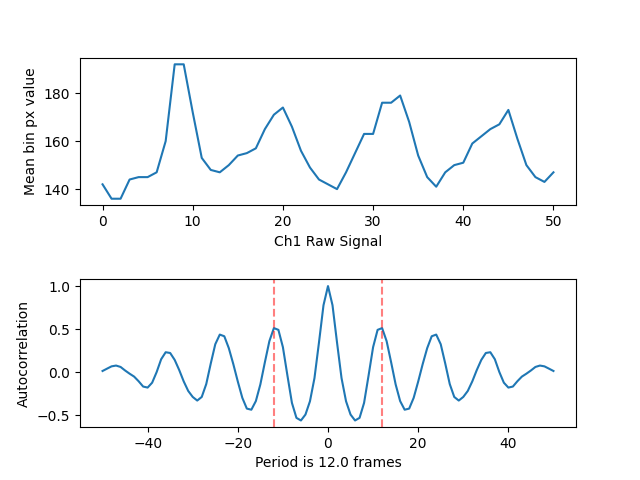 Mean bin px value
180
160
140
0 10 20 30 40 50
Ch1 Raw Signal
Autocorrelation
1.0
0.5
0.0
−0.5
−40 −20 0 20 40
Period is 12.0 frames